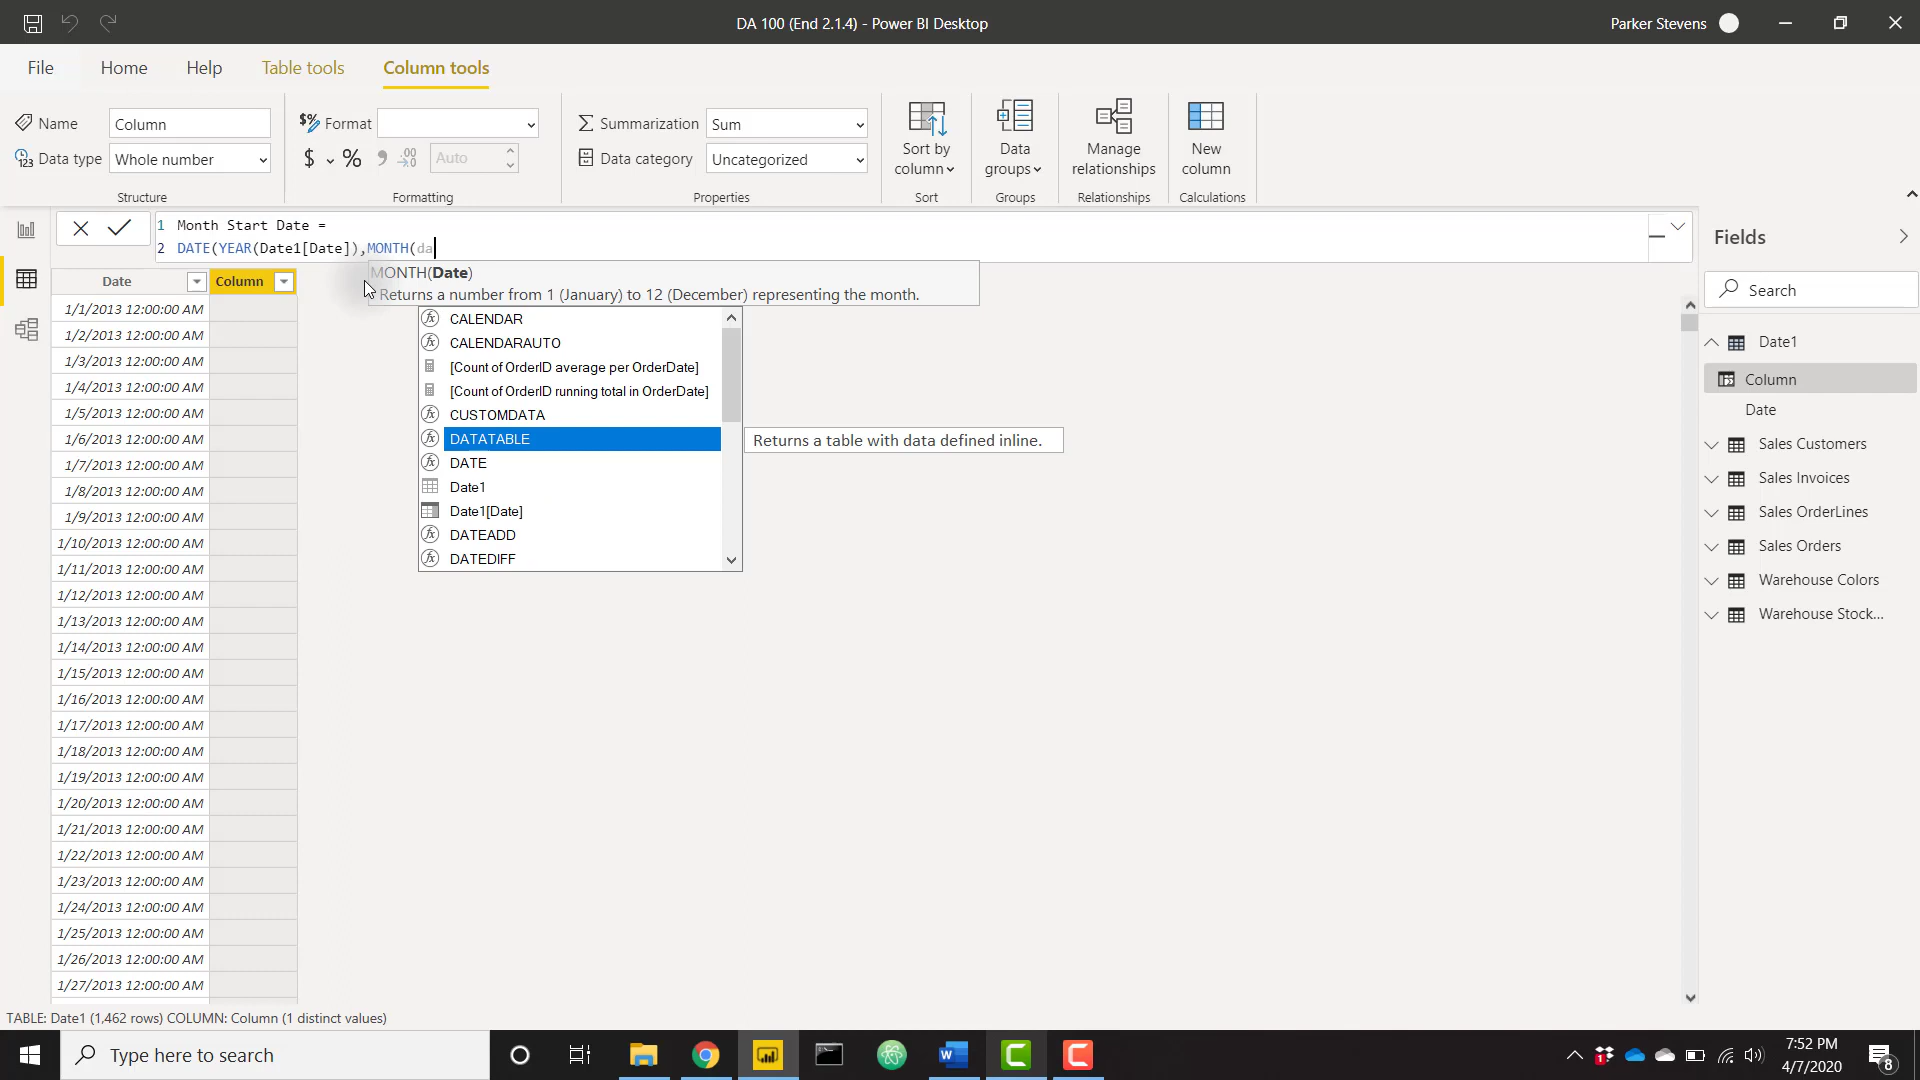 DA 100 (End 2.1.4) - Power BI Desktop
Parker Stevens
File
Home
Help
Table tools
Column tools
Name
Column
Data type
Whole number
Structure
Format
$ % 9 .00
Auto
Formatting
Summarization
Sum
Data category
Uncategorized
Properties
Sort by
column
Sort
Data
groups
Groups
Manage
relationships
Relationships
New
column
Calculations
1 Month Start Date =
2 DATE(YEAR(Date1[Date]),MONTH(da
MONTH(Date)
Returns a number from 1 (January) to 12 (December) representing the month.
CALENDAR
CALENDARAUTO
[Count of OrderID average per OrderDate]
[Count of OrderID running total in OrderDate]
CUSTOMDATA
DATATABLE
Returns a table with data defined inline.
DATE
Date1
Date1[Date]
DATEADD
DATEDIFF
Date
Column
1/1/2013 12:00:00 AM
1/2/2013 12:00:00 AM
1/3/2013 12:00:00 AM
1/4/2013 12:00:00 AM
1/5/2013 12:00:00 AM
1/6/2013 12:00:00 AM
1/7/2013 12:00:00 AM
1/8/2013 12:00:00 AM
1/9/2013 12:00:00 AM
1/10/2013 12:00:00 AM
1/11/2013 12:00:00 AM
1/12/2013 12:00:00 AM
1/13/2013 12:00:00 AM
1/14/2013 12:00:00 AM
1/15/2013 12:00:00 AM
1/16/2013 12:00:00 AM
1/17/2013 12:00:00 AM
1/18/2013 12:00:00 AM
1/19/2013 12:00:00 AM
1/20/2013 12:00:00 AM
1/21/2013 12:00:00 AM
1/22/2013 12:00:00 AM
1/23/2013 12:00:00 AM
1/24/2013 12:00:00 AM
1/25/2013 12:00:00 AM
1/26/2013 12:00:00 AM
1/27/2013 12:00:00 AM
Fields
Search
Date1
Column
Date
Sales Customers
Sales Invoices
Sales OrderLines
Sales Orders
Warehouse Colors
Warehouse Stock...
TABLE: Date1 (1,462 rows) COLUMN: Column (1 distinct values)
Type here to search
7:52 PM
4/7/2020
8